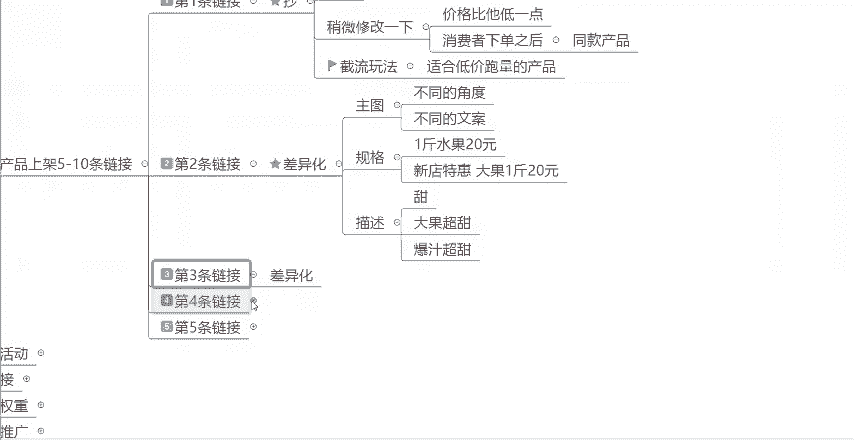 第1条链接
抄
稍微修改一下
价格比他低一点
消费者下单之后
同款产品
截流玩法
适合低价跑量的产品
产品上架5-10条链接
2
第2条链接
差异化
主图
不同的角度
不同的文案
规格
1斤水果20元
新店特惠 大果1斤20元
描述
甜
大果超甜
爆汁超甜
3
第3条链接
差异化
4
第4条链接
5
第5条链接
活动
接
权重
推广